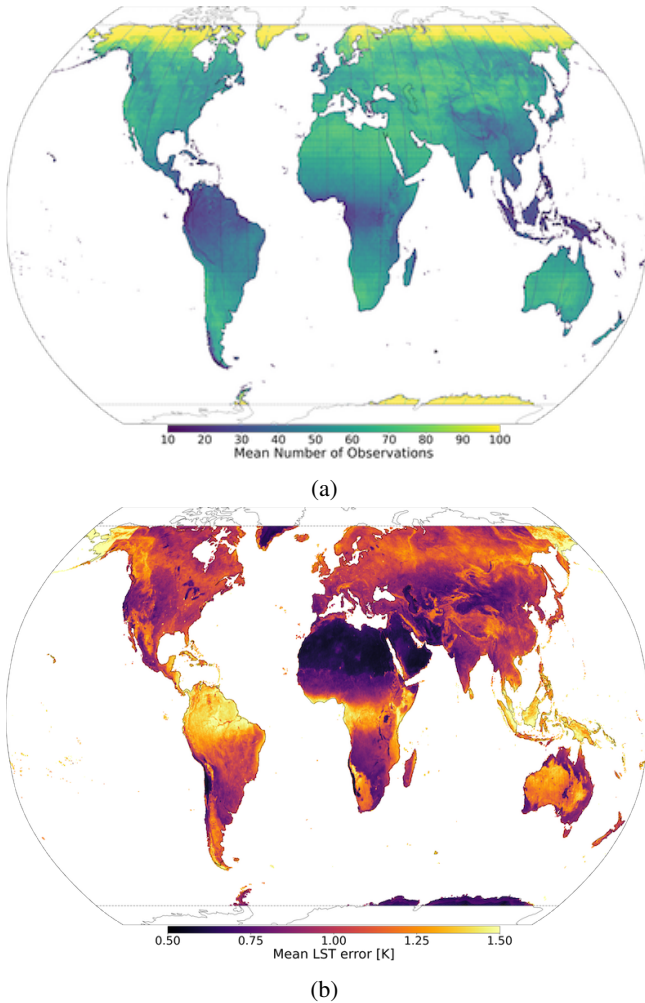 10 20 30 40 50 60 70 80 90 100
Mean Number of Observations
(a)
0.50 0.75 1.00 1.25 1.50
Mean LST error [K]
(b)